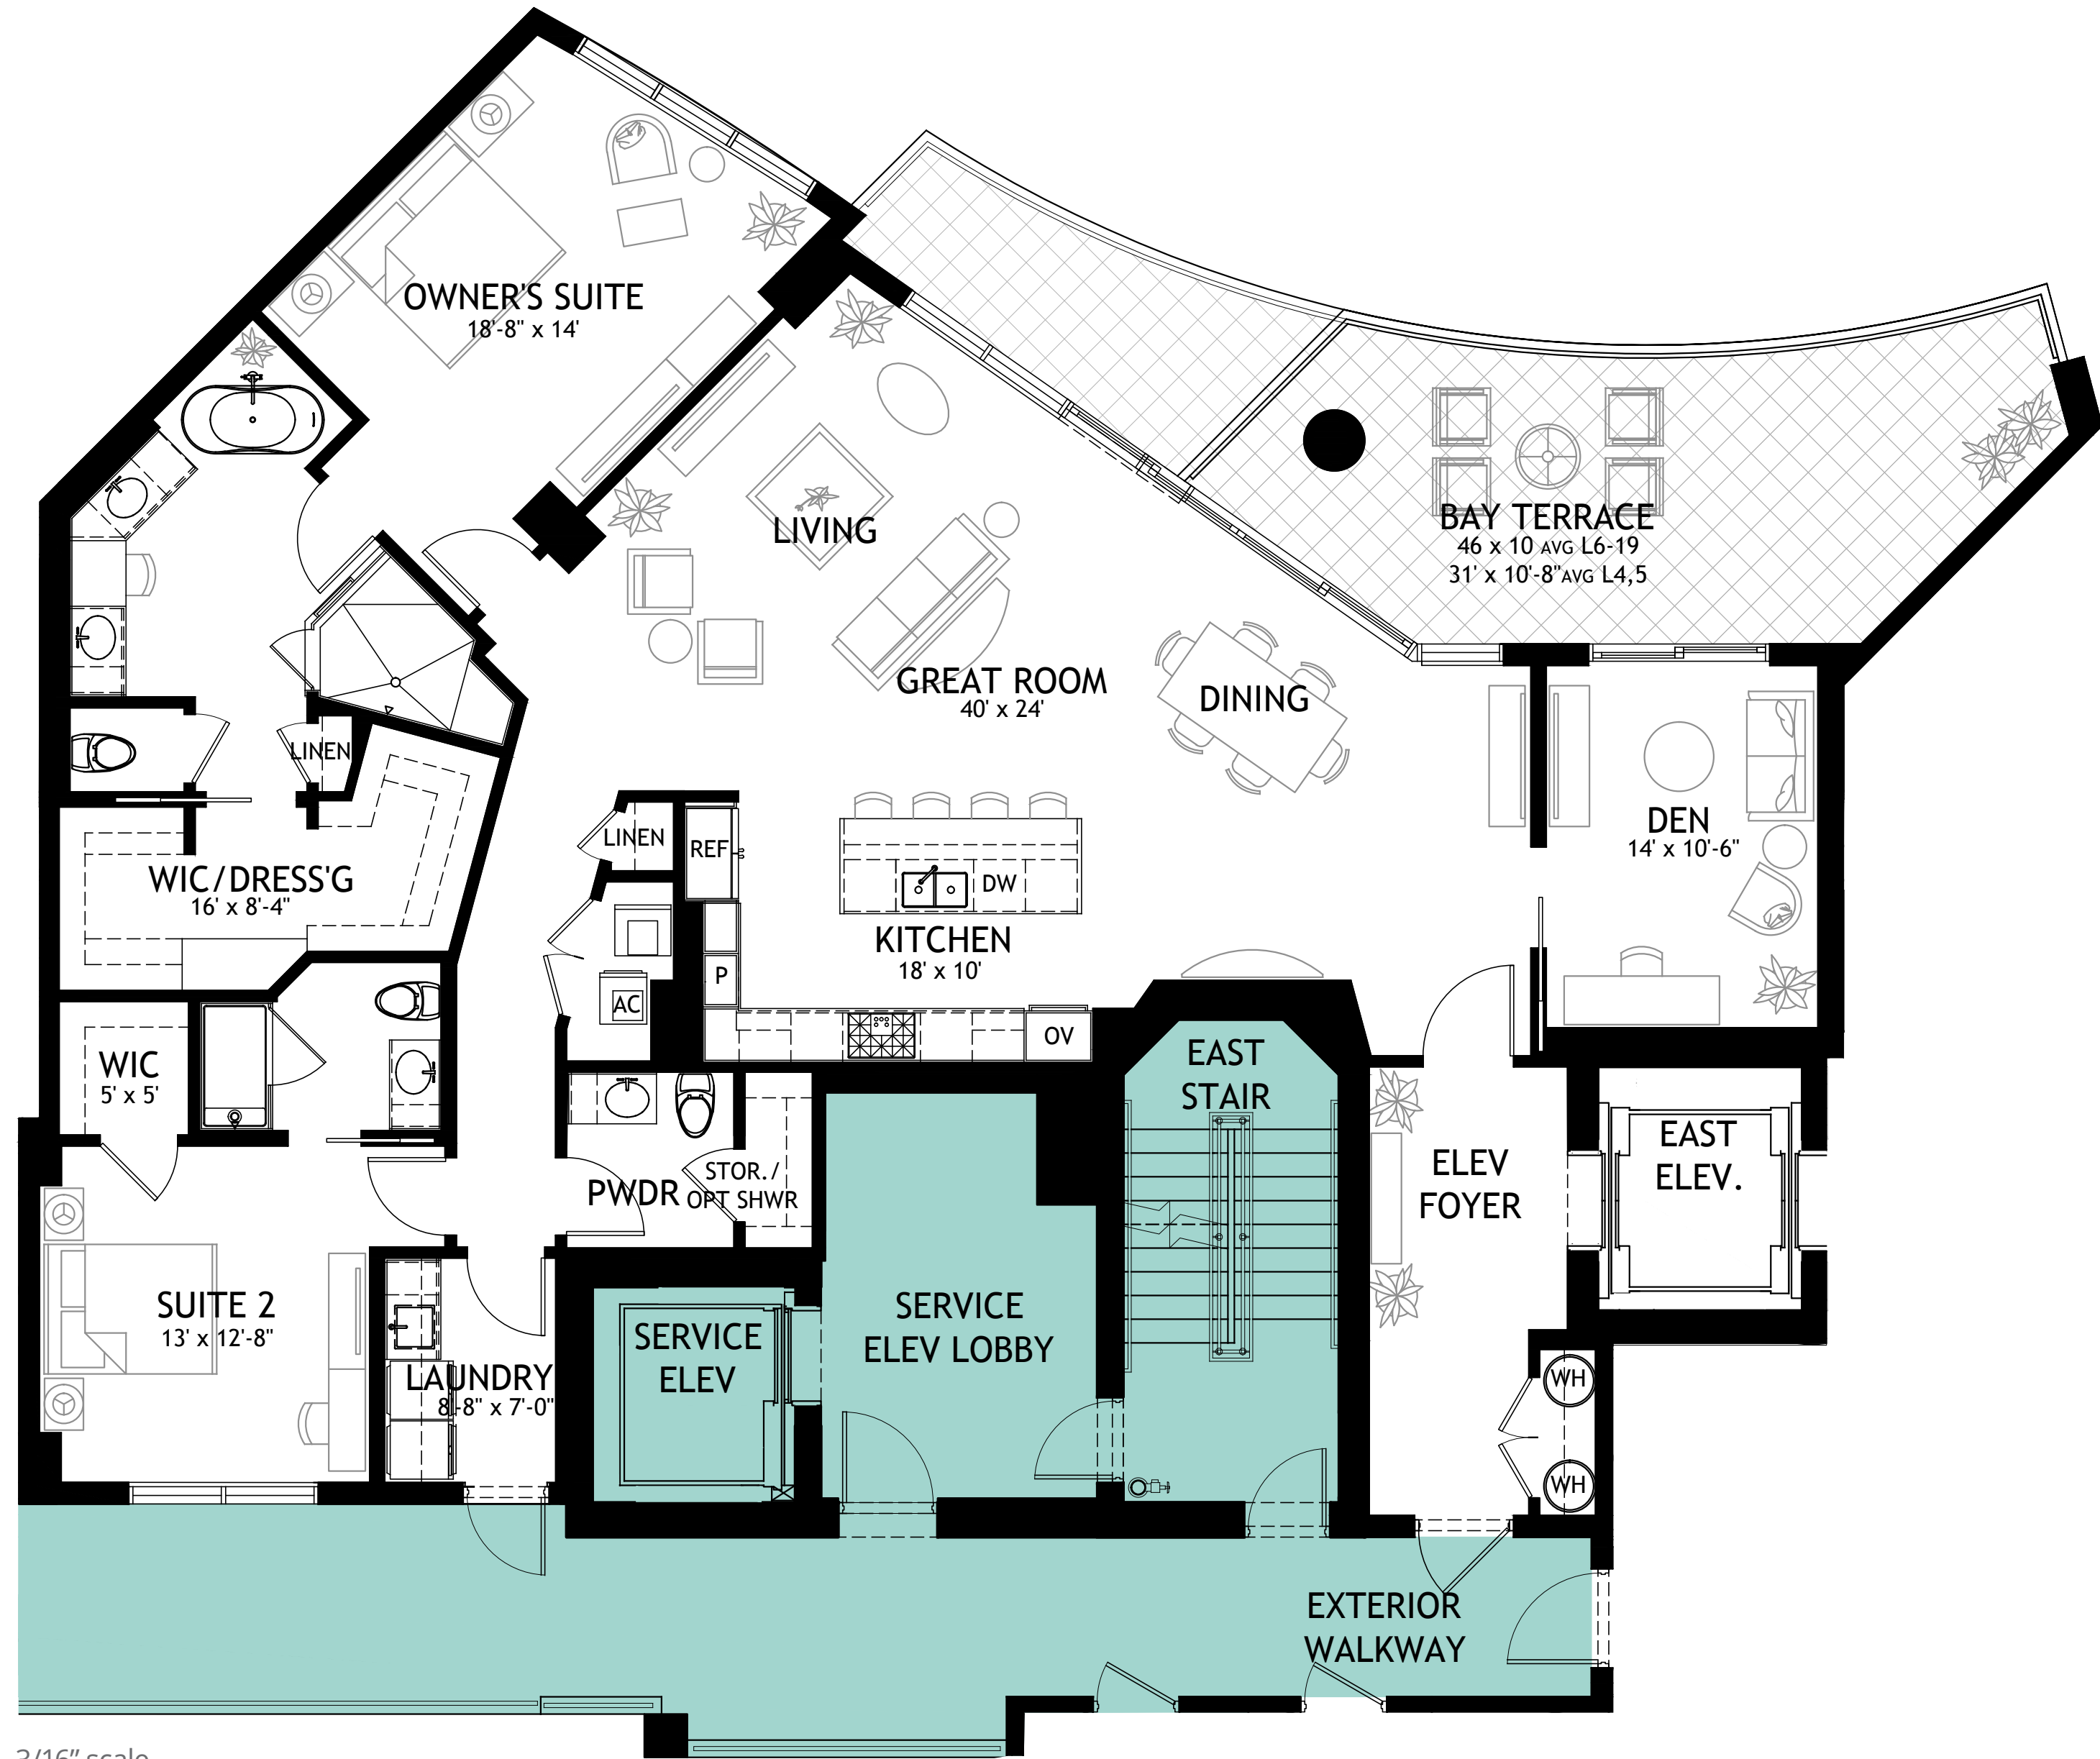 OWNER'S SUITE
18'-8" x 14'
LIVING
BAY TERRACE
46 x 10 AVG L6-19
31' x 10'-8"AVG L4,5
GREAT ROOM
40' x 24'
DINING
LINEN
DEN
14' x 10'-6"
LINEN
REF
DW
WIC/DRESS'G
16' x 8'-4"
KITCHEN
18' x 10'
P
AC
OV
WIC
5' x 5'
EAST
STAIR
EAST
ELEV.
ELEV
FOYER
PWDR
STOR./
OPT SHWR
SUITE 2
13' x 12'-8"
SERVICE
ELEV LOBBY
SERVICE
ELEV
LAUNDRY
8'-8" x 7'-0"
WH
WH
EXTERIOR
WALKWAY
3/16" scale